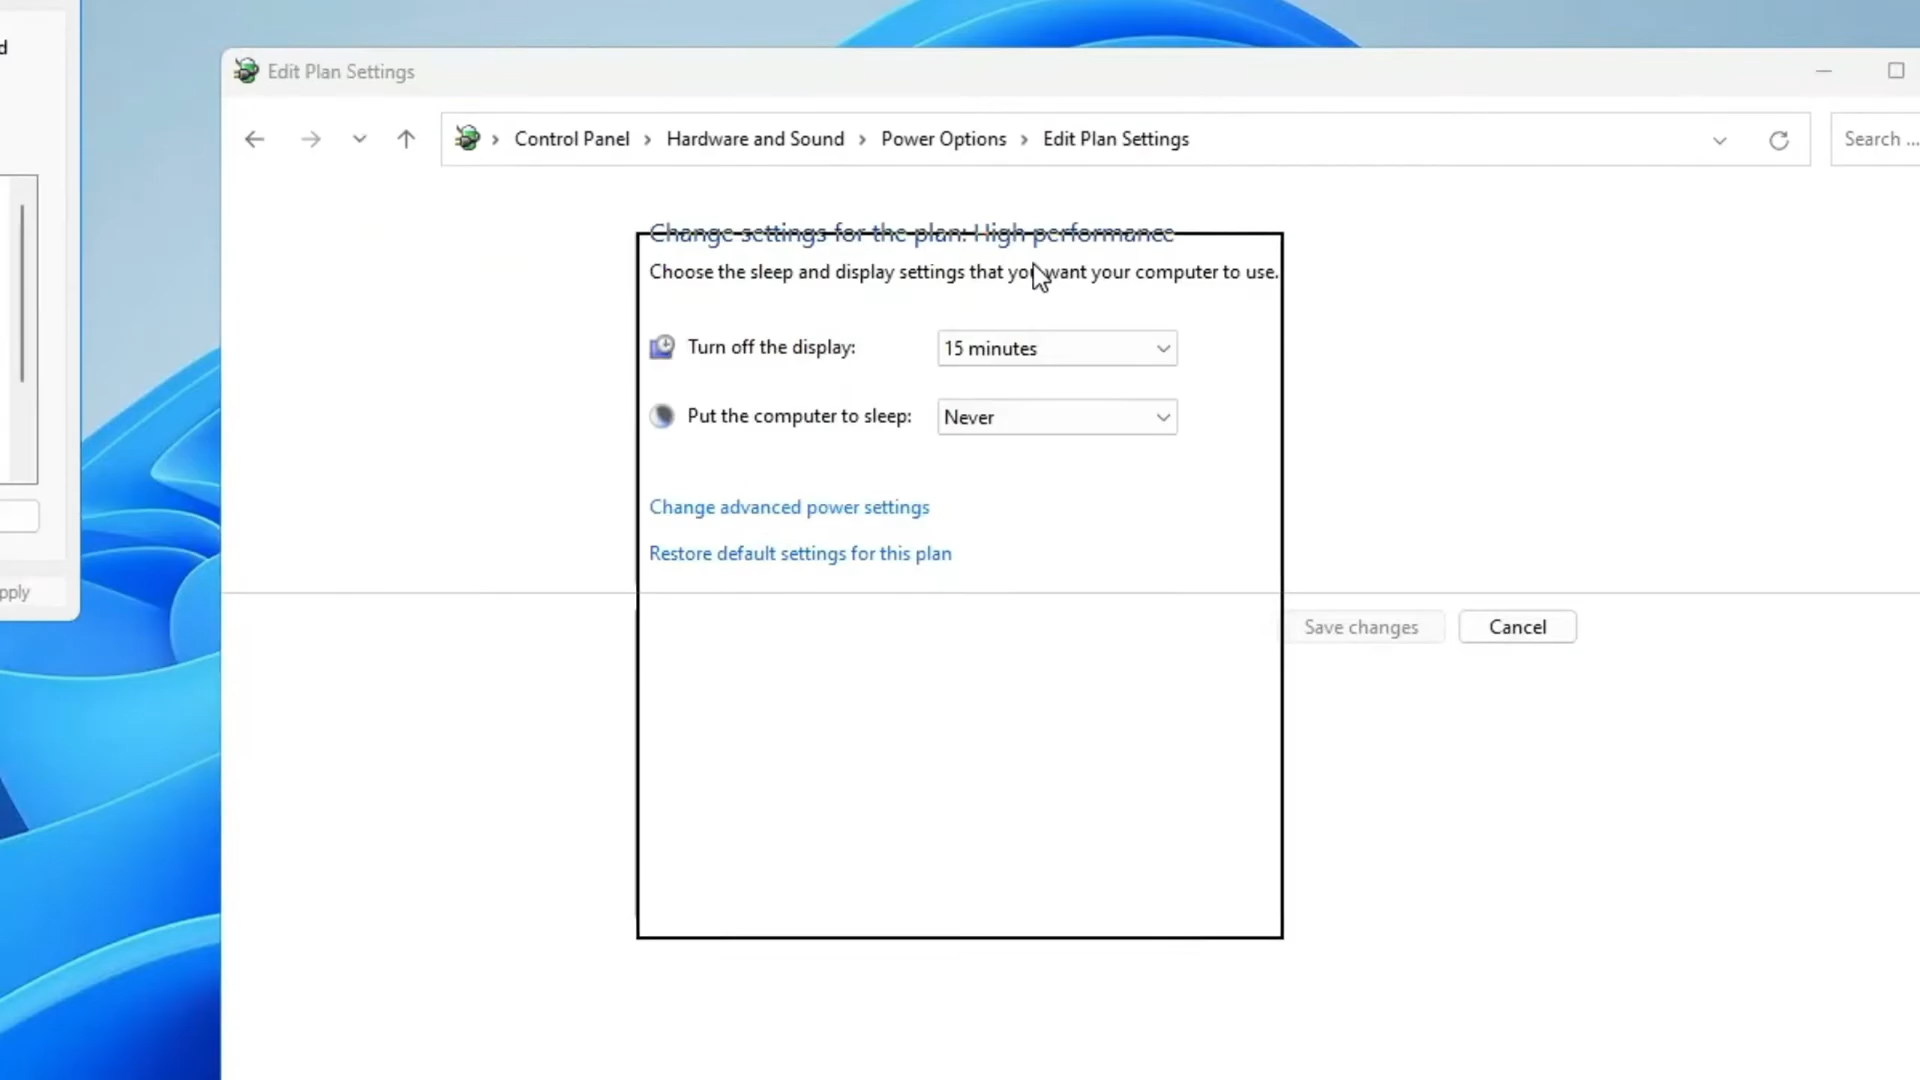 d
Edit Plan Settings
Control Panel > Hardware and Sound > Power Options > Edit Plan Settings
Search ...
Change settings for the plan: High performance
Choose the sleep and display settings that you want your computer to use.
Turn off the display: 15 minutes
Put the computer to sleep: Never
Change advanced power settings
Restore default settings for this plan
pply
Save changes Cancel